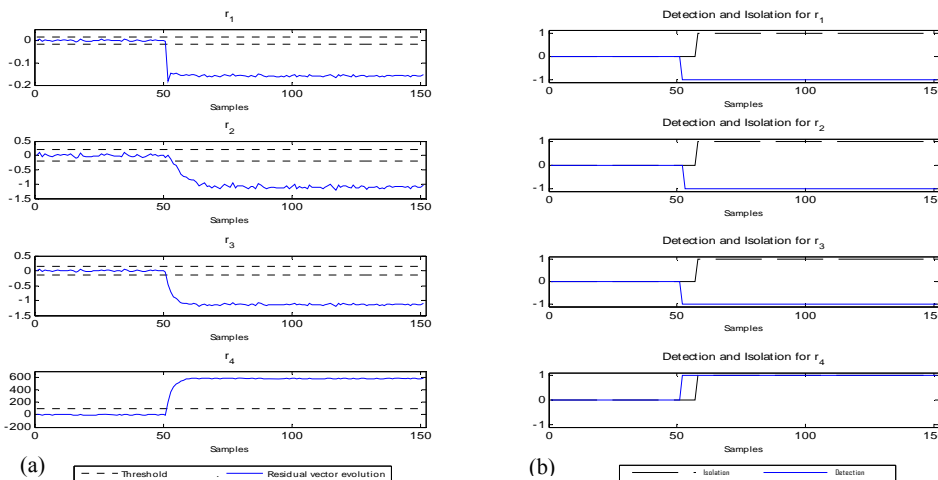 r1
0
-0.1
-0.2
0 50 100 150
Samples
r2
0.5
0
-0.5
-1
-1.5
0 50 100 150
Samples
r3
0.5
0
-0.5
-1
-1.5
0 50 100 150
Samples
r4
600
400
200
0
-200
0 50 100 150
Samples
(a)
Threshold Residual vector evolution
Detection and Isolation for r1
1
0
-1
0 50 100 150
Samples
Detection and Isolation for r2
1
0
-1
0 50 100 150
Samples
Detection and Isolation for r3
1
0
-1
0 50 100 150
Samples
Detection and Isolation for r4
1
0
-1
0 50 100 150
Samples
(b)
Isolation Detection